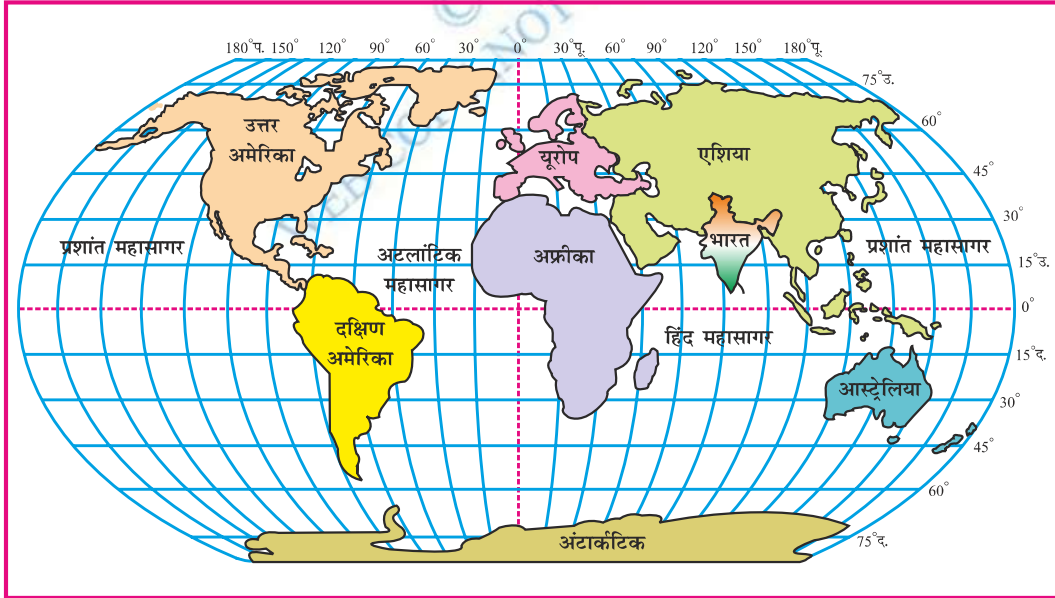 ©
180°प. 150° 120° 90° 60° 30° 0° 30°पू. 60° 90° 120° 150° 180°पू.
75°उ.
60°
45°
30°
15°उ.
0°
15°द.
30°
45°
60°
75°द.
उत्तर
अमेरिका
यूरोप
एशिया
भारत
प्रशांत महासागर
अटलांटिक
महासागर
अफ्रीका
प्रशांत महासागर
दक्षिण
अमेरिका
हिंद महासागर
आस्ट्रेलिया
अंटार्कटिक